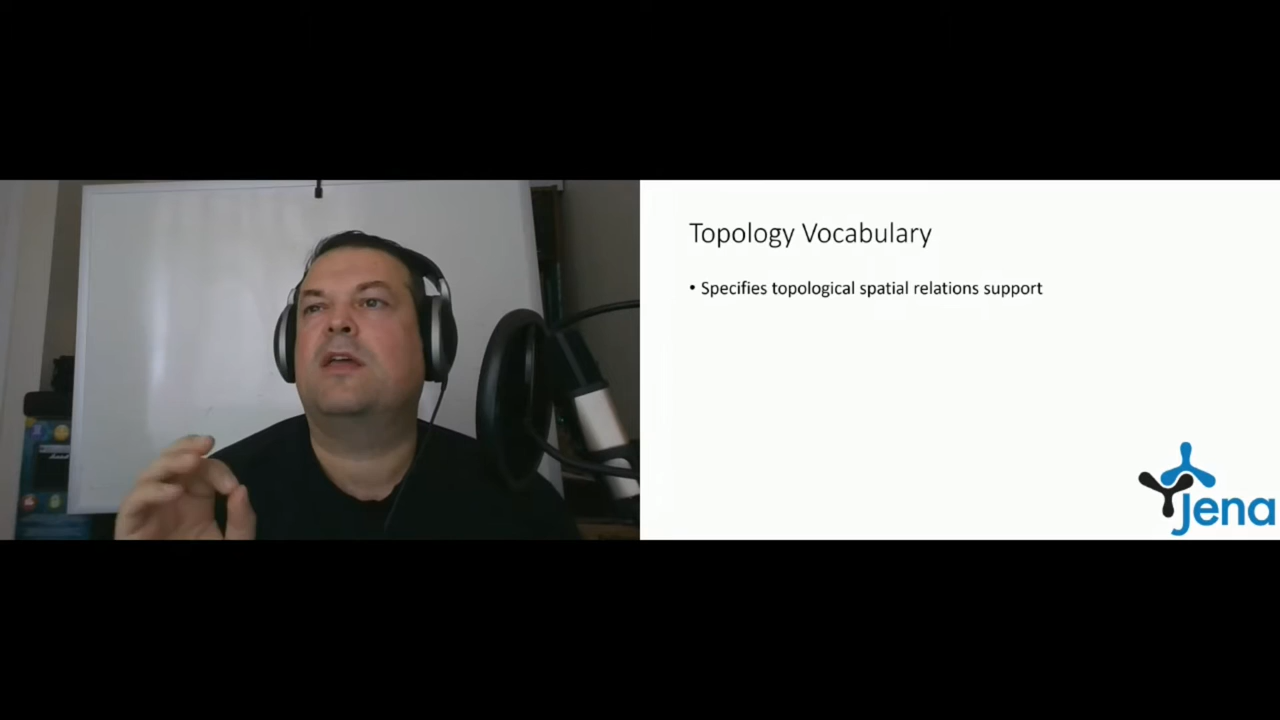 Topology Vocabulary
• Specifies topological spatial relations support
Jena